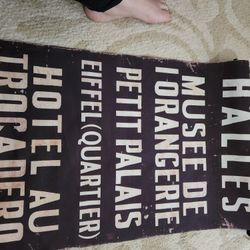 HALLES
MUSEE DE
l'ORANGERIE
PETIT PALAIS
EIFFEL (QUARTIER)
HOTEL AU
TROCADERO